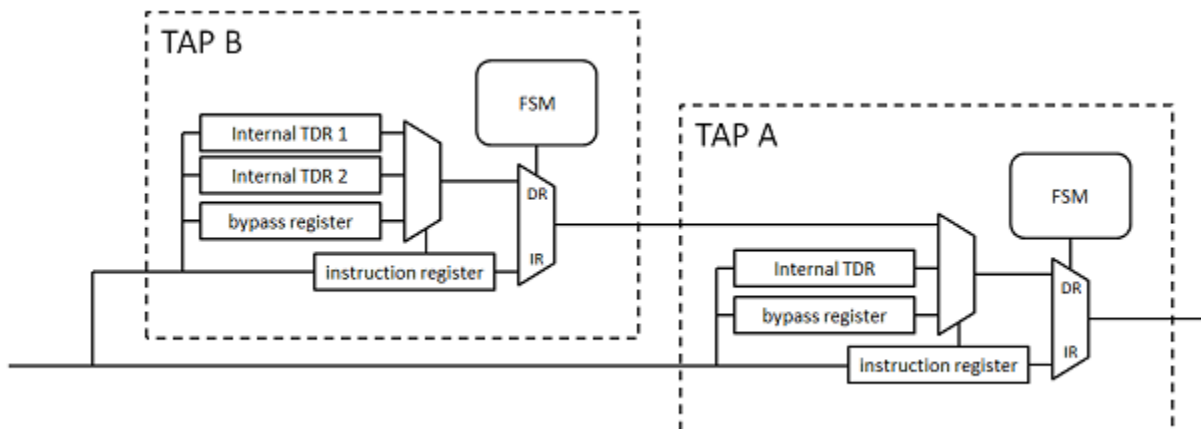 TAP B
FSM
Internal TDR 1
Internal TDR 2
bypass register
DR
IR
instruction register
TAP A
FSM
Internal TDR
bypass register
DR
IR
instruction register